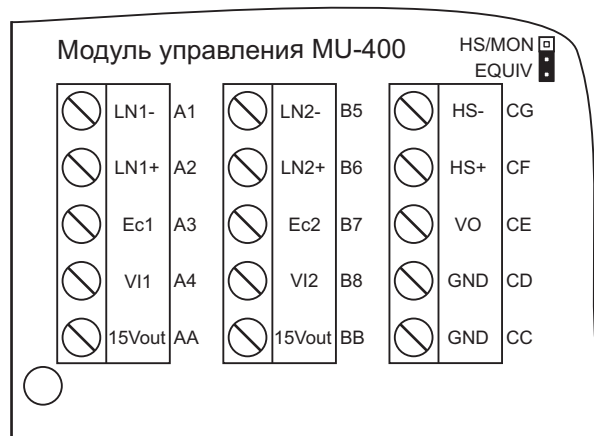 Модуль управления MU-400
HS/MON
EQUIV
LN1- A1 LN2- B5 HS- CG
LN1+ A2 LN2+ B6 HS+ CF
Ec1 A3 Ec2 B7 VO CE
VI1 A4 VI2 B8 GND CD
15Vout AA 15Vout BB GND CC